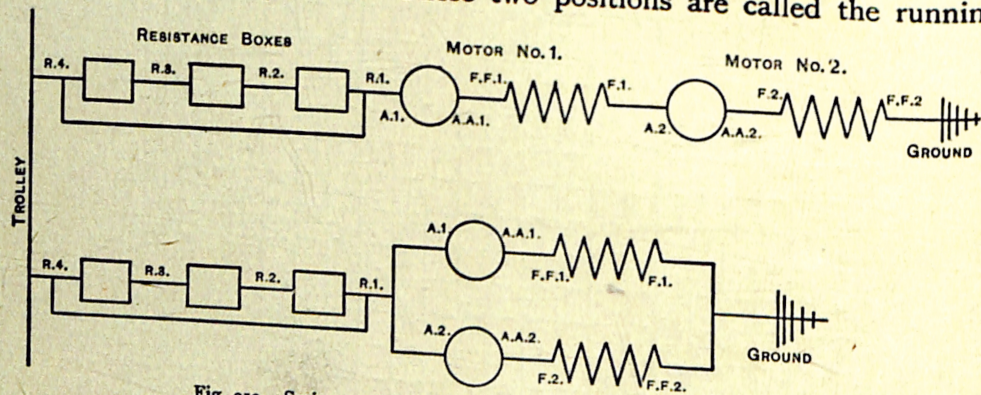 two positions are called the runnin
RESISTANCE BOXES
MOTOR No.1.
MOTOR No.2.
R.4. R.3. R.2. R.1. F.F.1. F.1. F.2. F.F.2
A.1. A.A.1. A.2. A.A.2.
GROUND
TROLLEY
A.1. A.A.1.
F.F.1. F.1.
R.4. R.3. R.2. R.1.
A.2. A.A.2.
GROUND
F.2. F.F.2.
Fig.